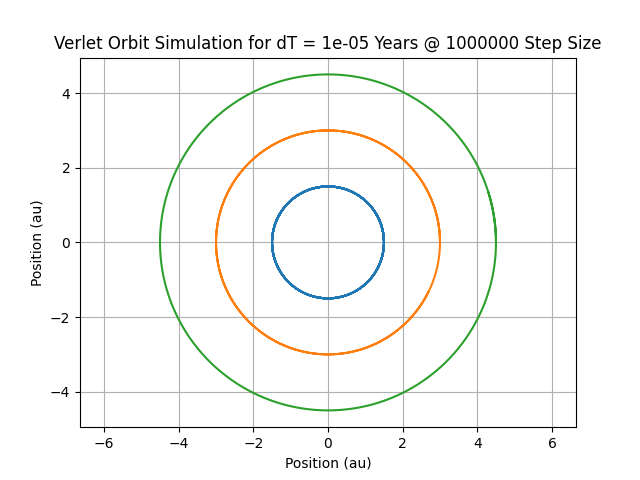 Verlet Orbit Simulation for dT = 1e-05 Years @ 1000000 Step Size
4
2
0
−2
−4
Position (au)
−6 −4 −2 0 2 4 6
Position (au)